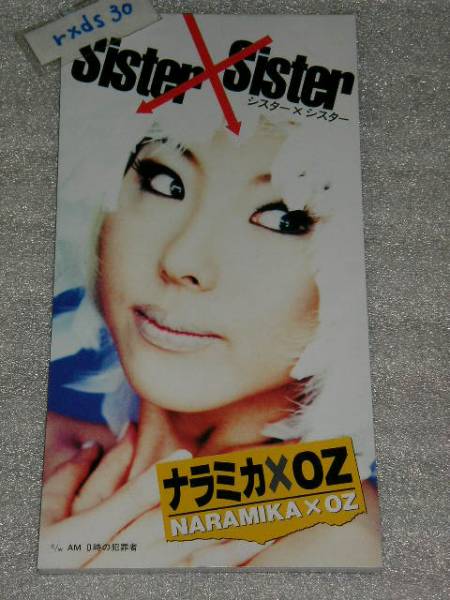 rxds 30
Sister × Sister
シスター×シスター
ナラミカ×OZ
NARAMIKA × OZ
c/w AM 0時の犯罪者